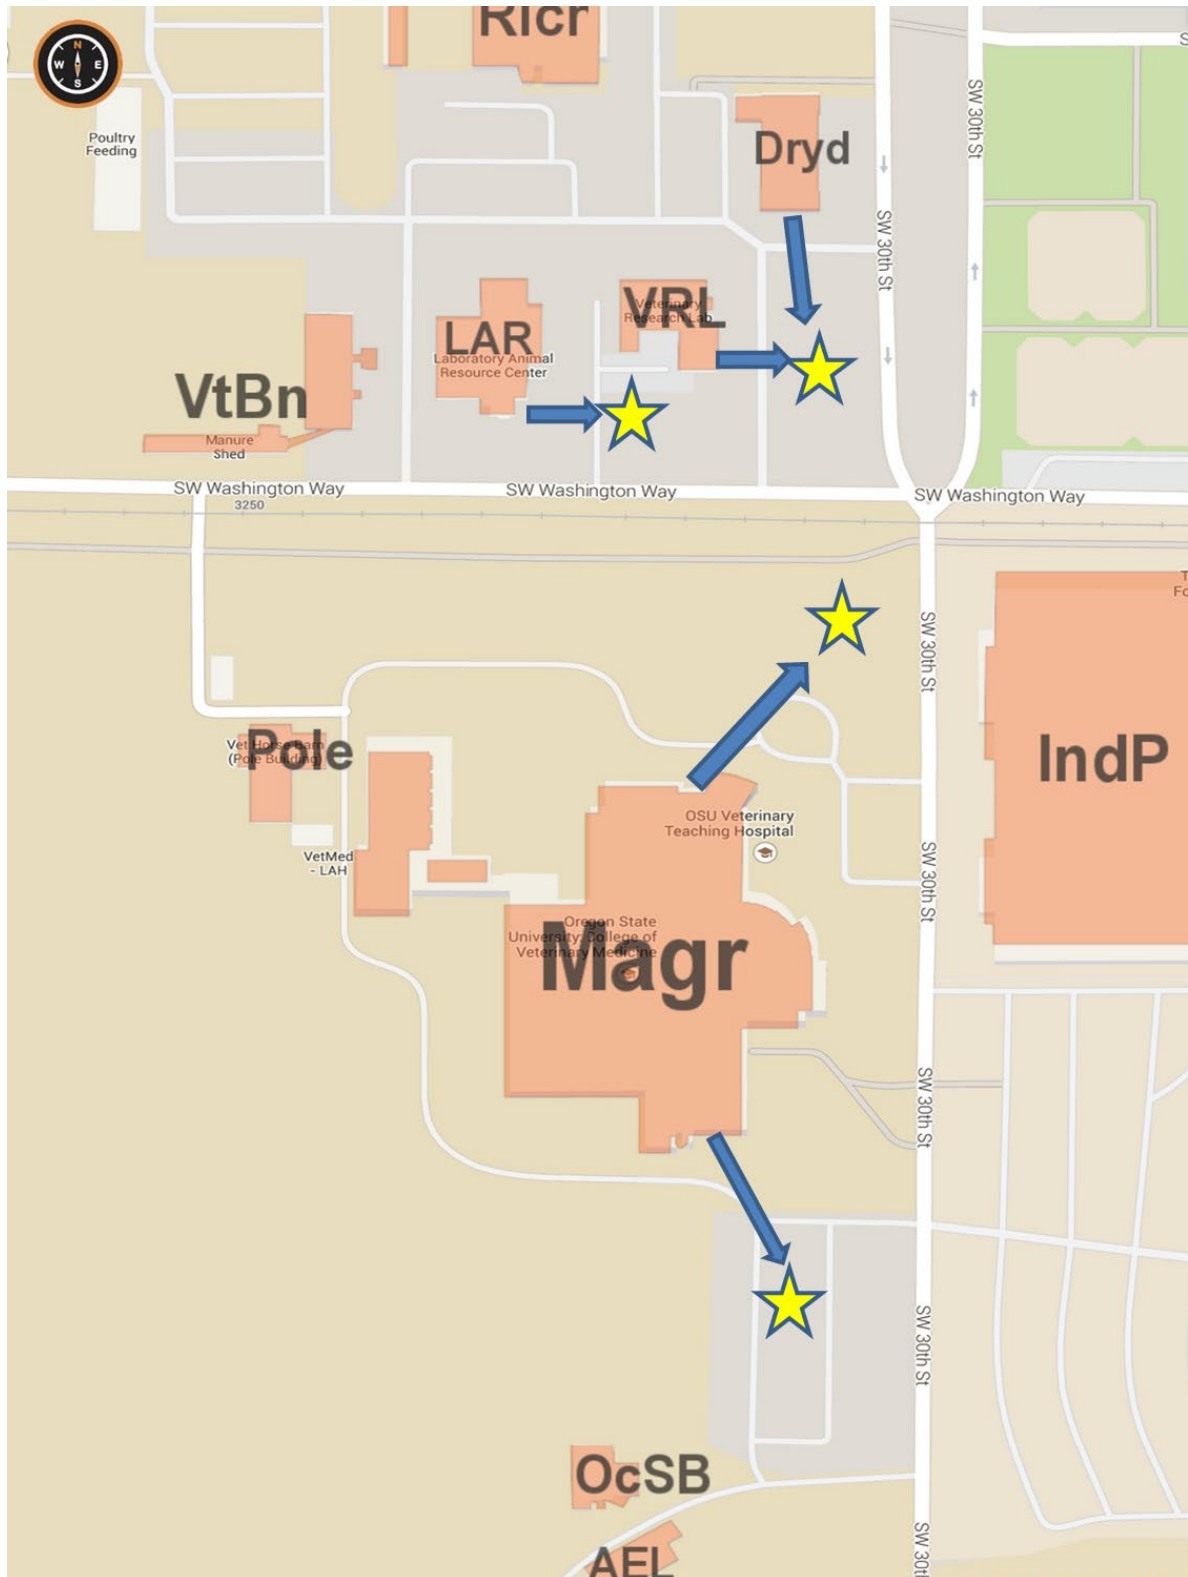 Ricr
N
W E
S
S
SW 30th St
Poultry
Feeding
Dryd
SW 30th St
VRL
Veterinary
Research Lab
LAR
Laboratory Animal
Resource Center
VtBn
Manure
Shed
SW Washington Way
SW Washington Way
SW Washington Way
3250
T
Fo
SW 30th St
Pole
Vet Horse Barn
(Pole Building)
IndP
OSU Veterinary
Teaching Hospital
VetMed
- LAH
SW 30th St
Oregon State
University: College of
Veterinary Medicine
Magr
SW 30th St
SW 30th St
OcSB
AEL
SW 30th